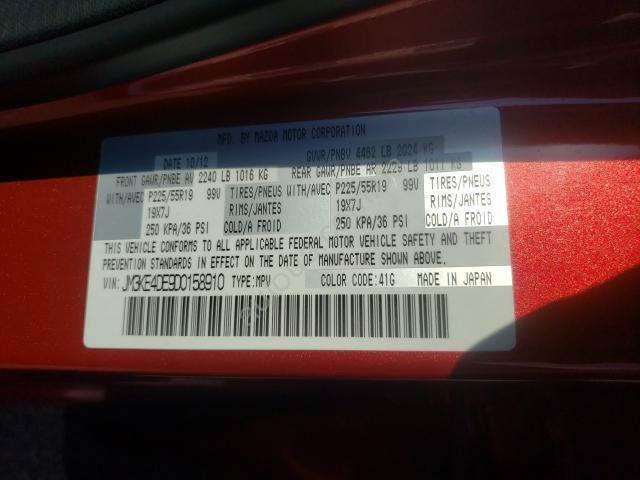 MFD. BY MAZDA MOTOR CORPORATION
DATE 10/12 GVWR/PNBV 4462 LB 2024 KG
FRONT GAWR/PNBE AV 2240 LB 1016 KG REAR GAWR/PNBE AR 2229 LB 1011 KG
WITH/AVEC P225/55R19 99V TIRES/PNEUS WITH/AVEC P225/55R19 99V TIRES/PNEUS
19X7J RIMS/JANTES 19X7J RIMS/JANTES
250 KPA/36 PSI COLD/A FROID 250 KPA/36 PSI COLD/A FROID
THIS VEHICLE CONFORMS TO ALL APPLICABLE FEDERAL MOTOR VEHICLE SAFETY AND THEFT
PREVENTION STANDARDS IN EFFECT ON THE DATE OF MANUFACTURE SHOWN ABOVE.
VIN: JM3KE4DE9D0158910 TYPE:MPV COLOR CODE:41G MADE IN JAPAN